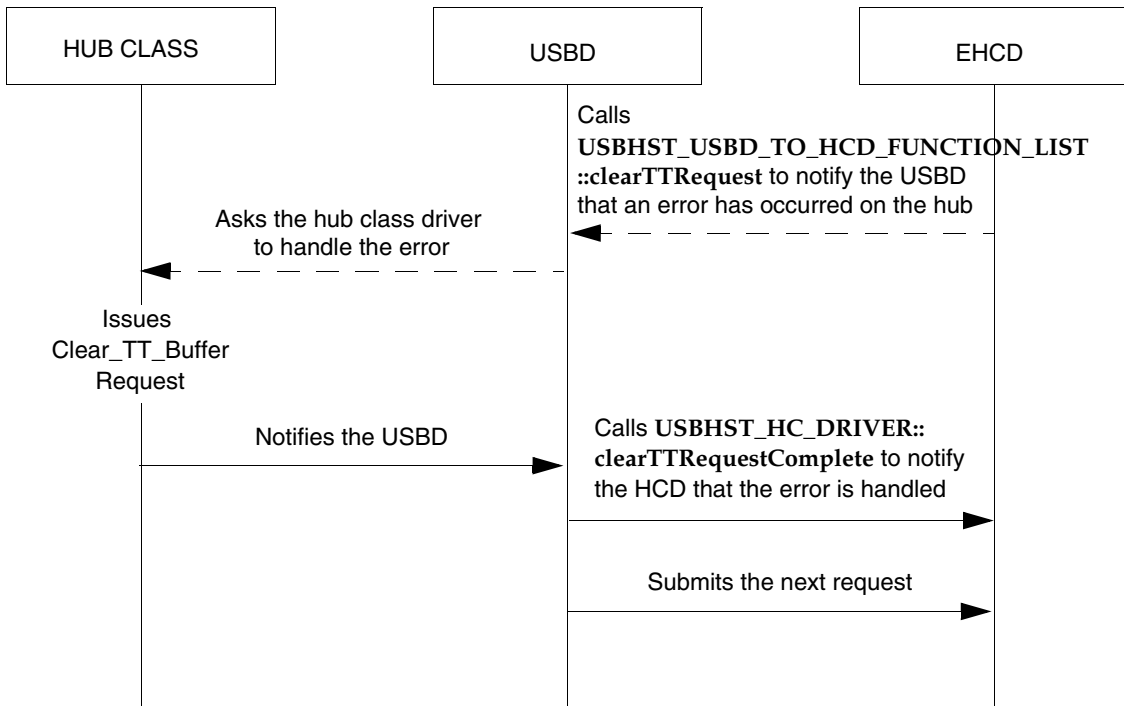 HUB CLASS
USBD
EHCD
Calls
USBHST_USBD_TO_HCD_FUNCTION_LIST
::clearTTRequest to notify the USBD
that an error has occurred on the hub
Asks the hub class driver
to handle the error
Issues
Clear_TT_Buffer
Request
Notifies the USBD
Calls USBHST_HC_DRIVER::
clearTTRequestComplete to notify
the HCD that the error is handled
Submits the next request